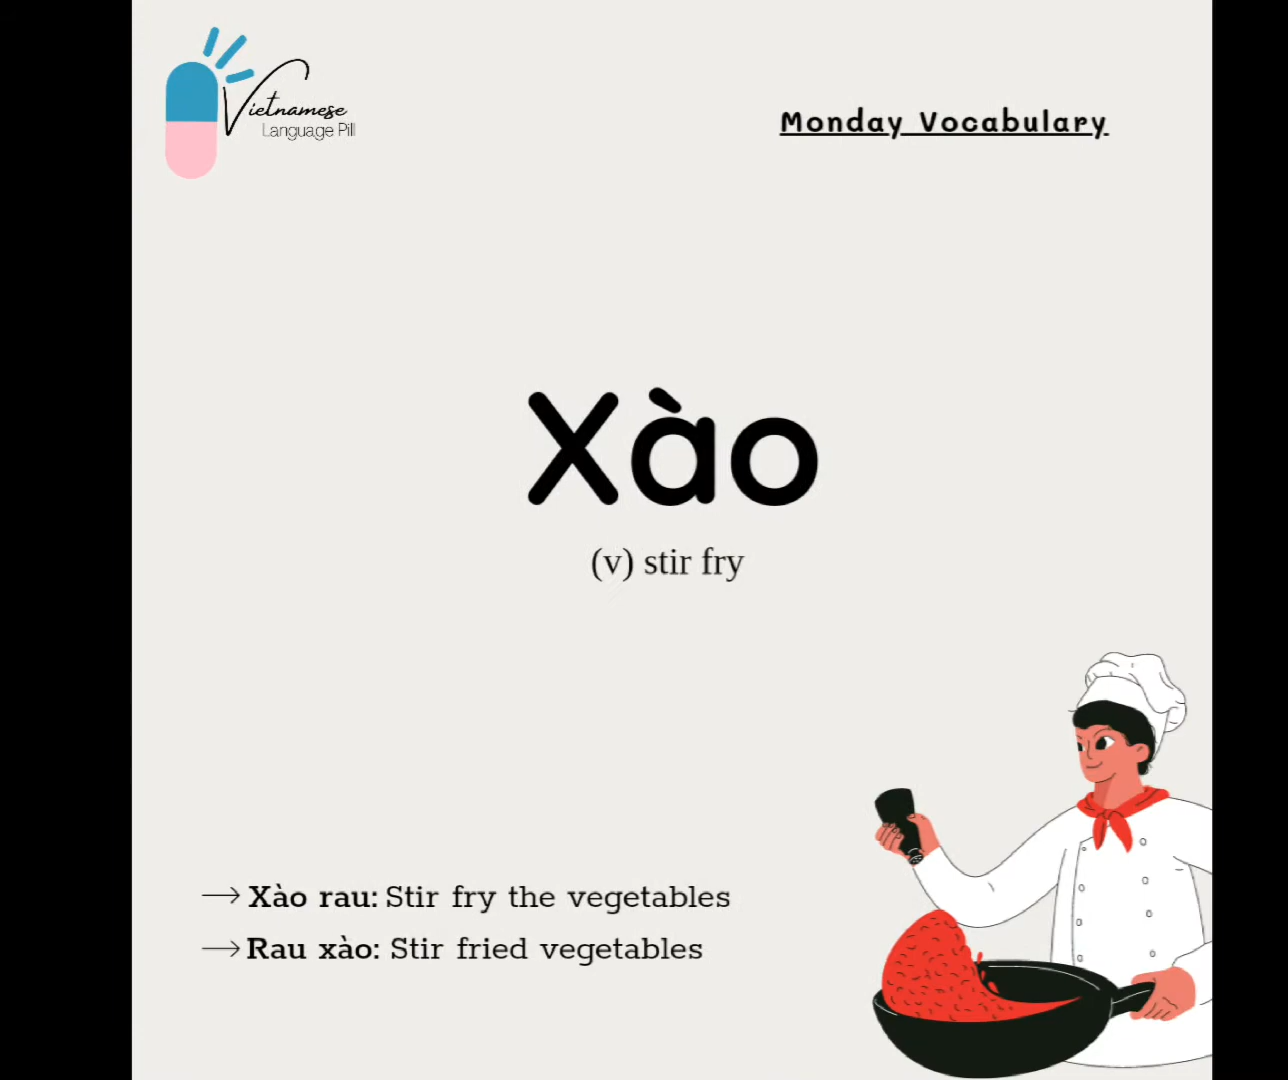 Vietnamese
Language Pill
Monday Vocabulary
Xào
(v) stir fry
→ Xào rau: Stir fry the vegetables
→ Rau xào: Stir fried vegetables